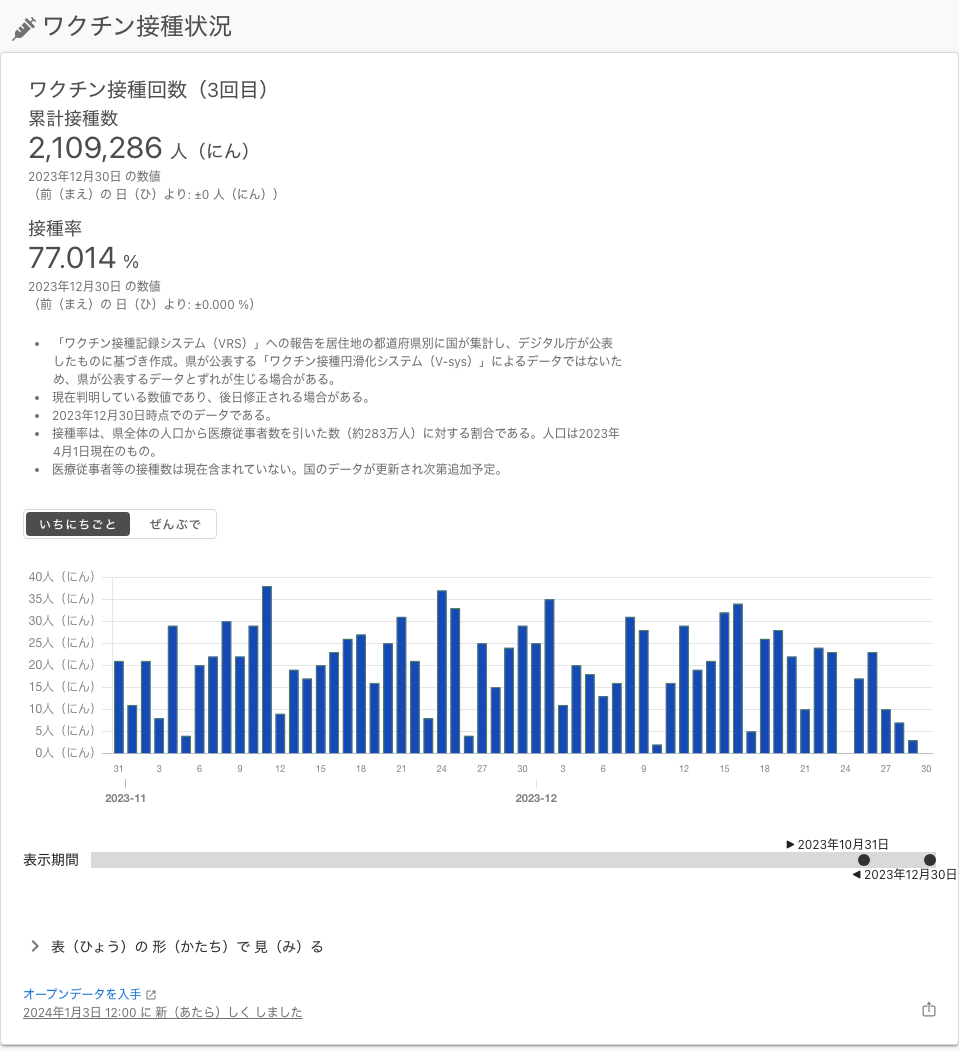 ワクチン接種状況
ワクチン接種回数（3回目）
累計接種数
2,109,286 人（にん）
2023年12月30日 の数値
（前（まえ）の 日（ひ）より: ±0 人（にん））
接種率
77.014 %
2023年12月30日 の数値
（前（まえ）の 日（ひ）より: ±0.000 %）
• 「ワクチン接種記録システム（VRS）」への報告を居住地の都道府県別に国が集計し、デジタル庁が公表
したものに基づき作成。県が公表する「ワクチン接種円滑化システム（V-sys）」によるデータではないた
め、県が公表するデータとずれが生じる場合がある。
• 現在判明している数値であり、後日修正される場合がある。
• 2023年12月30日時点でのデータである。
• 接種率は、県全体の人口から医療従事者数を引いた数（約283万人）に対する割合である。人口は2023年
4月1日現在のもの。
• 医療従事者等の接種数は現在含まれていない。国のデータが更新され次第追加予定。
いちにちごと ぜんぶで
40人（にん）
35人（にん）
30人（にん）
25人（にん）
20人（にん）
15人（にん）
10人（にん）
5人（にん）
0人（にん）
31 3 6 9 12 15 18 21 24 27 30 3 6 9 12 15 18 21 24 27 30
2023-11 2023-12
▶ 2023年10月31日
表示期間
◀ 2023年12月30日
表（ひょう）の 形（かたち）で 見（み）る
オープンデータを入手
2024年1月3日 12:00 に 新（あたら）しく しました